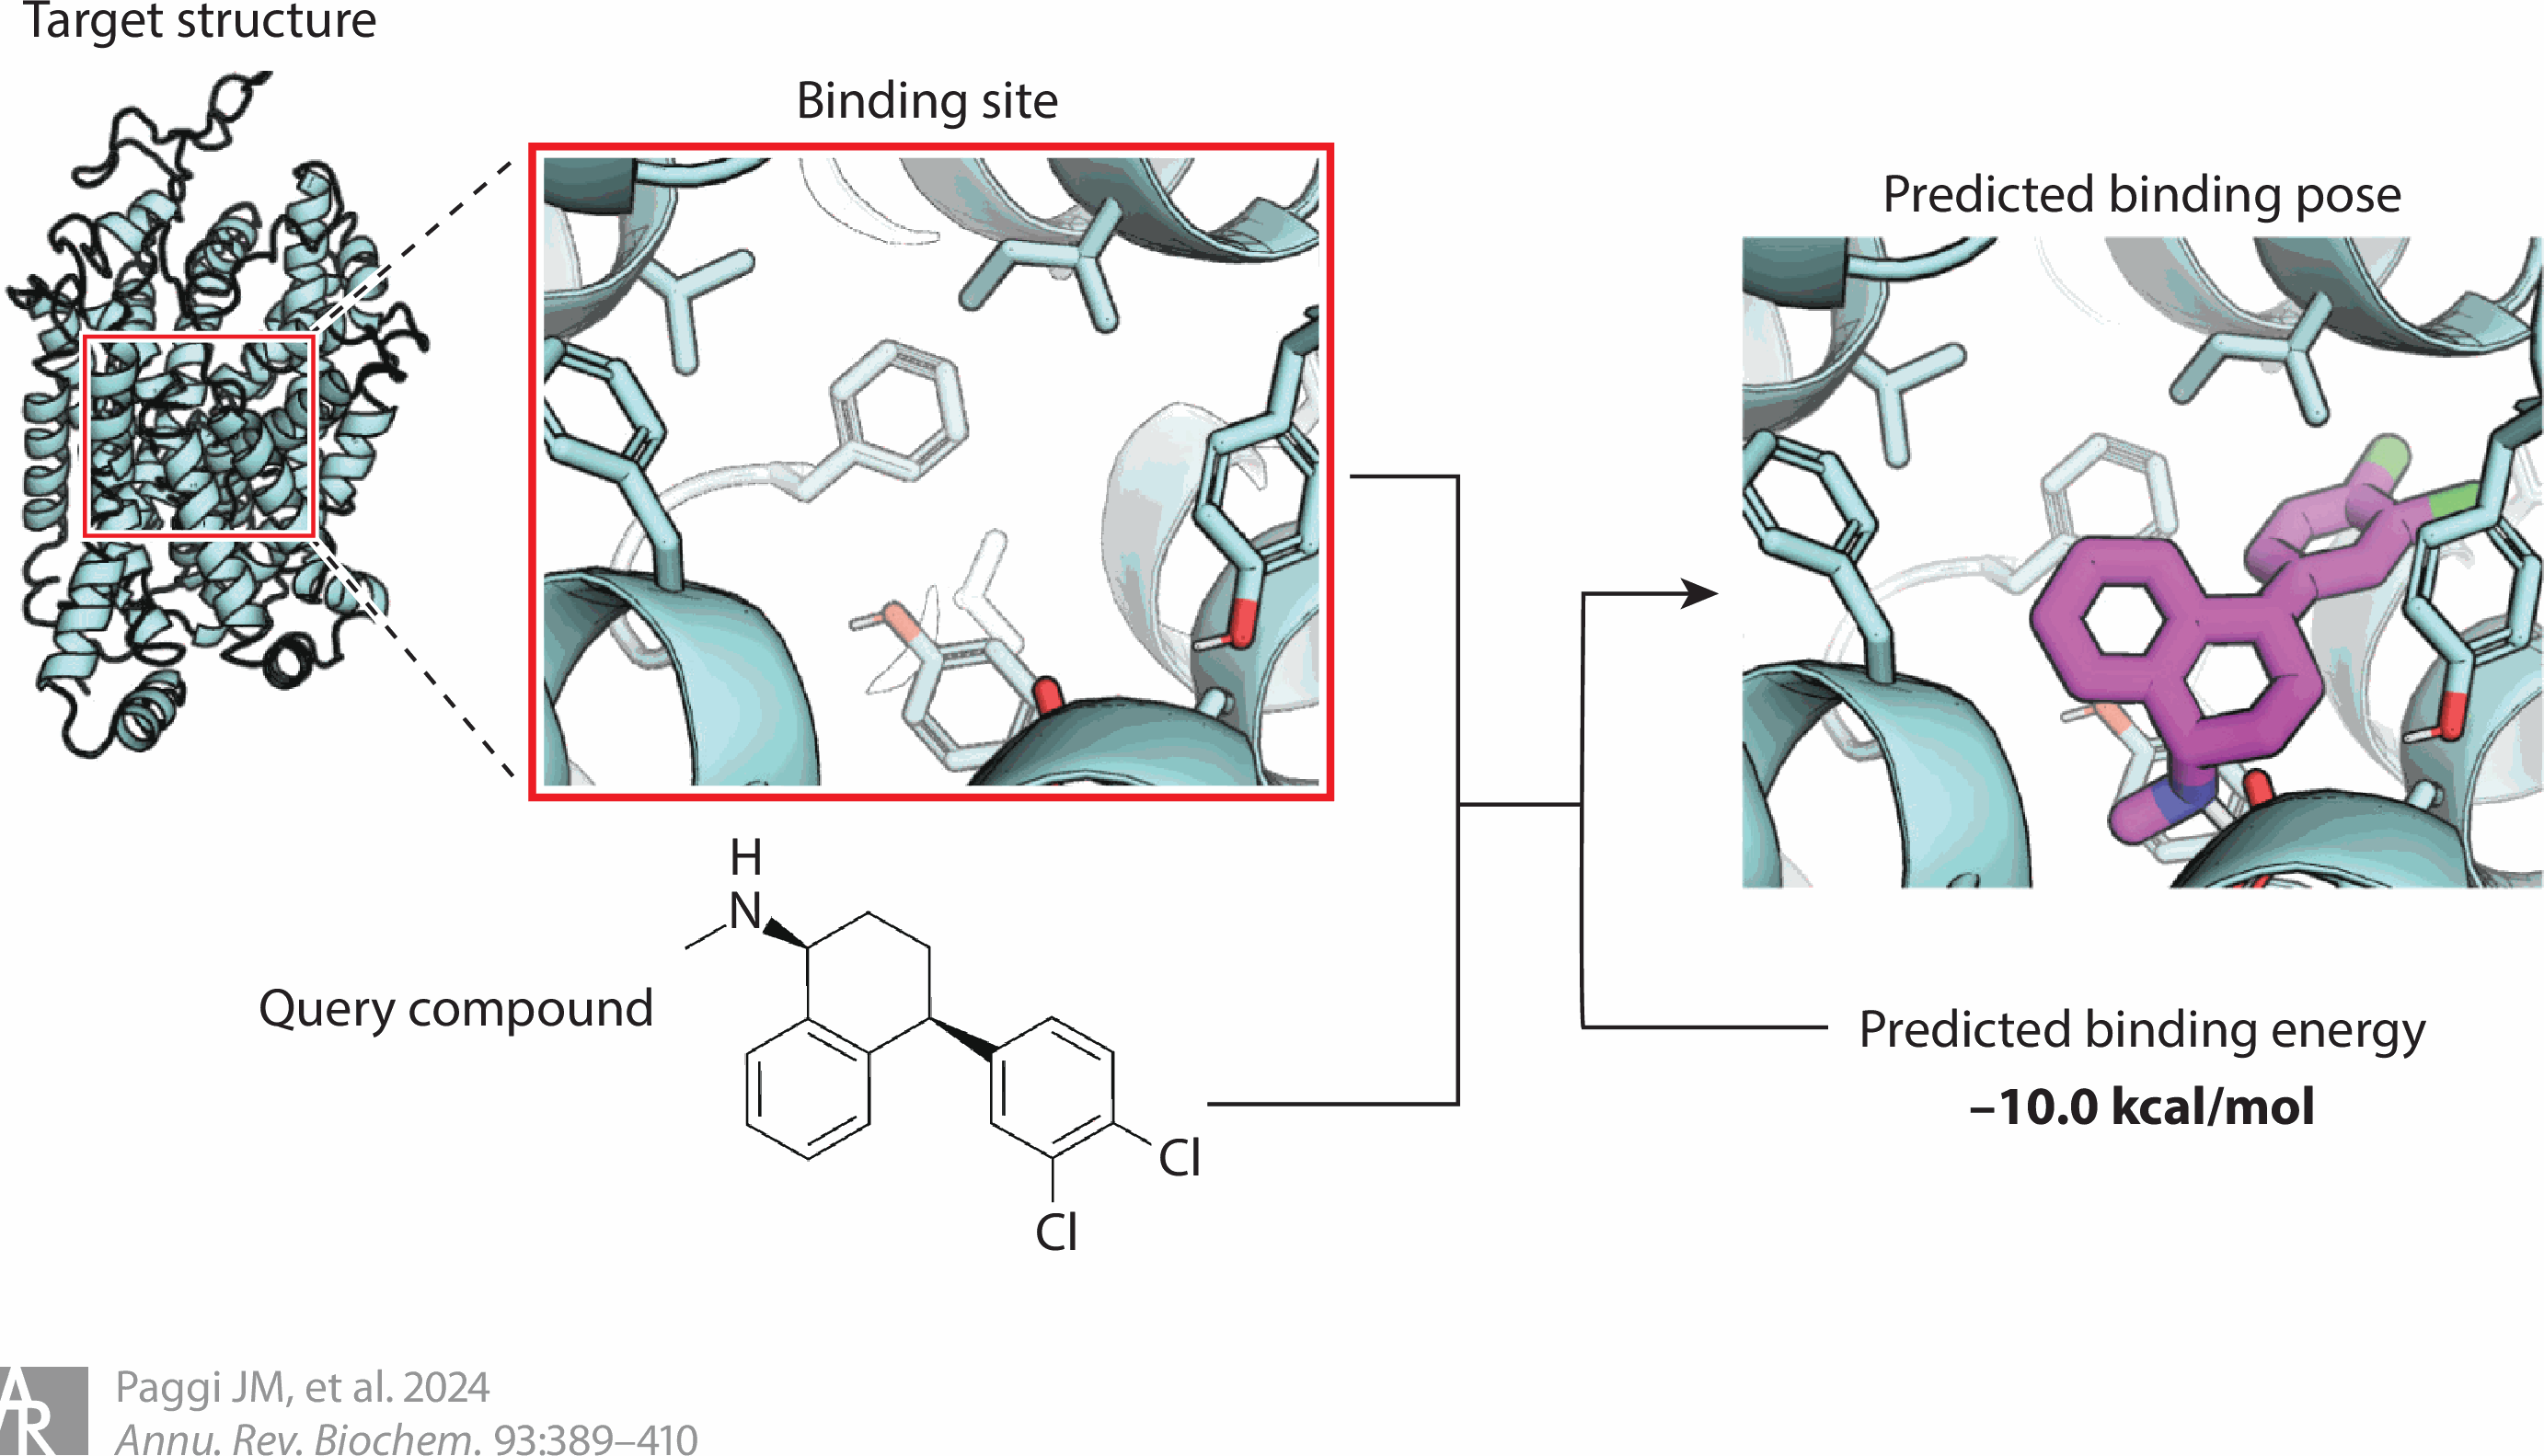 Target structure
Binding site
Predicted binding pose
H
N
Query compound
Cl
Cl
Predicted binding energy
–10.0 kcal/mol
AR
Paggi JM, et al. 2024
Annu. Rev. Biochem. 93:389–410